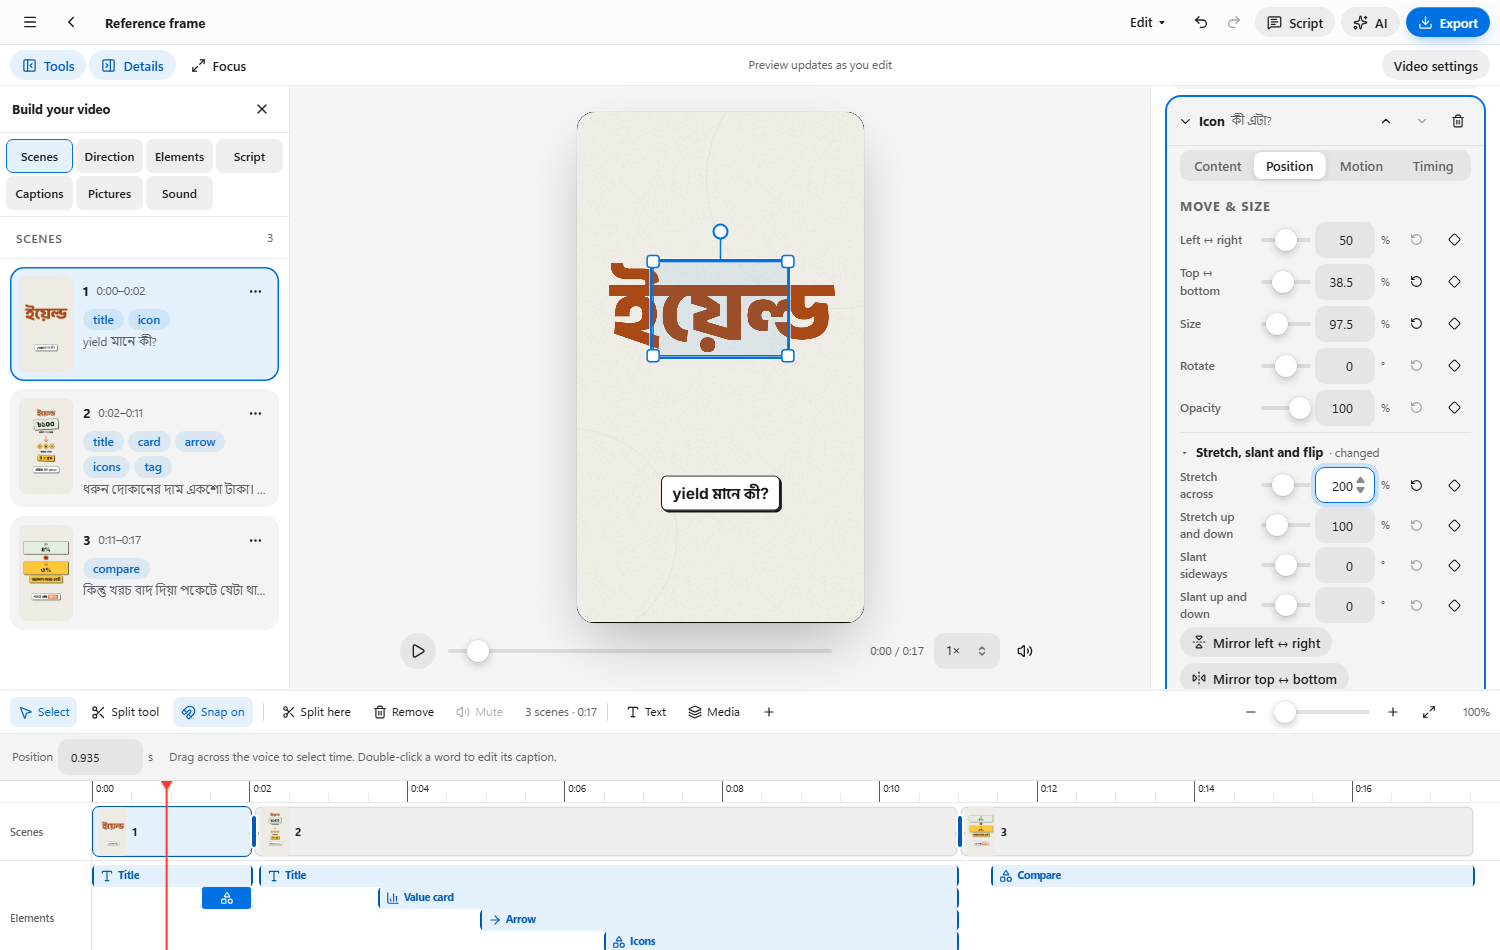 Reference frame
Edit
Script
AI
Export
Tools
Details
Focus
Preview updates as you edit
Video settings
Build your video
Scenes
Direction
Elements
Script
Captions
Pictures
Sound
SCENES
3
ইয়েল্ড
1 0:00–0:02
title icon
yield মানে কী?
2 0:02–0:11
title card arrow
icons tag
ধরুন দোকানের দাম একশো টাকা। ...
3 0:11–0:17
compare
কিন্তু খরচ বাদ দিয়া পকেটে যেটা থা...
ইয়েল্ড
yield মানে কী?
0:00 / 0:17
1×
Icon কী এটা?
Content
Position
Motion
Timing
MOVE & SIZE
Left ↔ right 50 %
Top ↔
bottom 38.5 %
Size 97.5 %
Rotate 0 °
Opacity 100 %
Stretch, slant and flip · changed
Stretch
across 200 %
Stretch up
and down 100 %
Slant
sideways 0 °
Slant up and
down 0 °
Mirror left ↔ right
Mirror top ↔ bottom
Select
Split tool
Snap on
Split here
Remove
Mute
3 scenes · 0:17
Text
Media
100%
Position 0.935 s Drag across the voice to select time. Double-click a word to edit its caption.
0:00 0:02 0:04 0:06 0:08 0:10 0:12 0:14 0:16
Scenes
ইয়েল্ড
1
2
3
Elements
Title
Title
Compare
Value card
Arrow
Icons